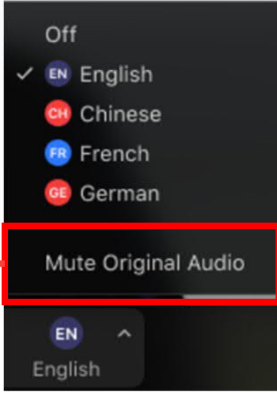 Off
EN English
CH Chinese
FR French
GE German
Mute Original Audio
EN
English